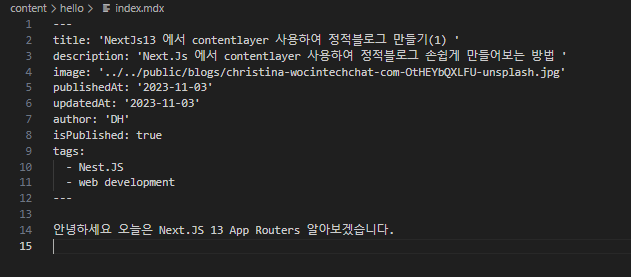 content > hello > index.mdx
1 ---
2 title: 'NextJs13 에서 contentlayer 사용하여 정적블로그 만들기(1) '
3 description: 'Next.Js 에서 contentlayer 사용하여 정적블로그 손쉽게 만들어보는 방법 '
4 image: '../../public/blogs/christina-wocintechchat-com-OtHEYbQXLFU-unsplash.jpg'
5 publishedAt: '2023-11-03'
6 updatedAt: '2023-11-03'
7 author: 'DH'
8 isPublished: true
9 tags:
10   - Nest.JS
11   - web development
12 ---
13
14 안녕하세요 오늘은 Next.JS 13 App Routers 알아보겠습니다.
15